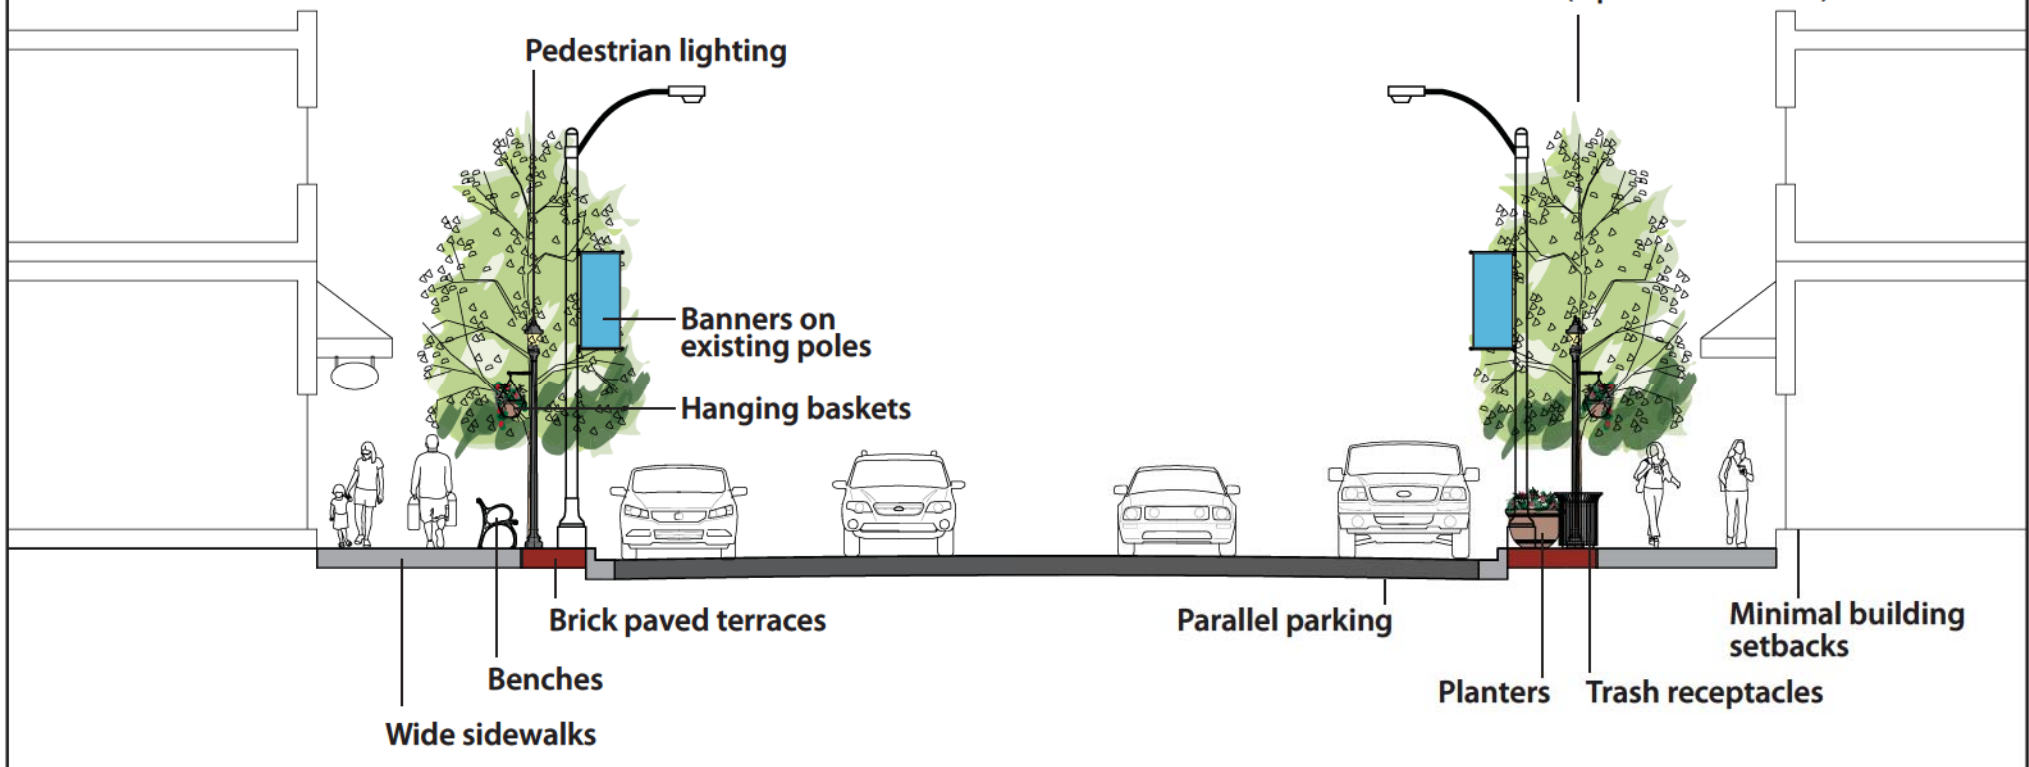 Pedestrian lighting
Banners on
existing poles
Hanging baskets
Brick paved terraces
Parallel parking
Minimal building
setbacks
Benches
Planters
Trash receptacles
Wide sidewalks